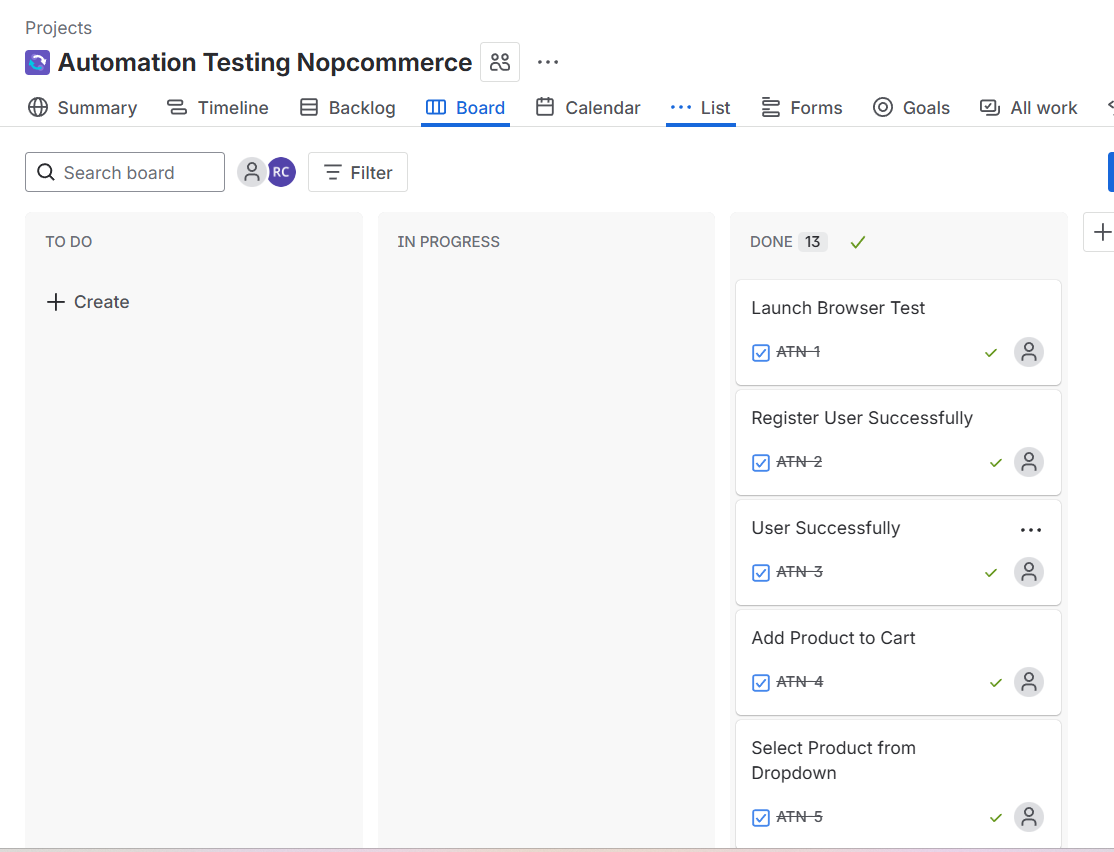 Projects
Automation Testing Nopcommerce
Summary Timeline Backlog Board Calendar List Forms Goals All work
Search board RC Filter
TO DO
Create
IN PROGRESS
DONE 13
Launch Browser Test
ATN-1
Register User Successfully
ATN-2
User Successfully
ATN-3
Add Product to Cart
ATN-4
Select Product from
Dropdown
ATN-5